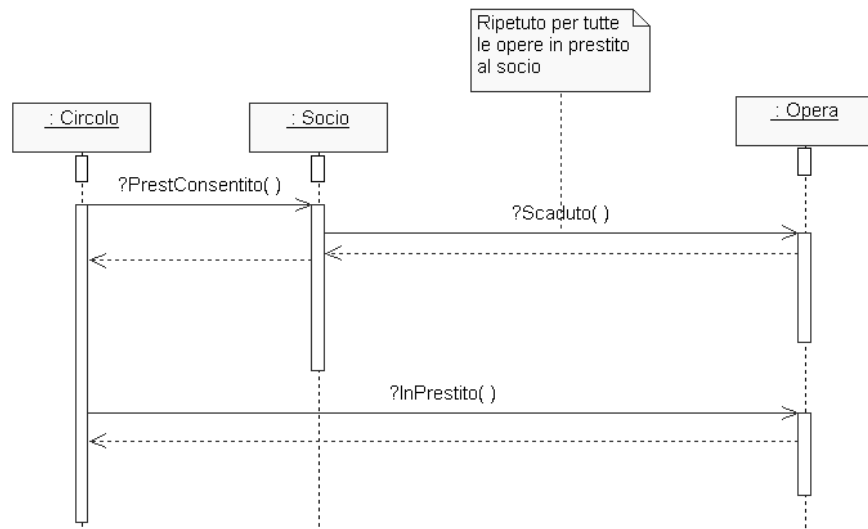 Ripetuto per tutte
le opere in prestito
al socio
: Circolo
: Socio
: Opera
?PrestConsentito( )
?Scaduto( )
?InPrestito( )